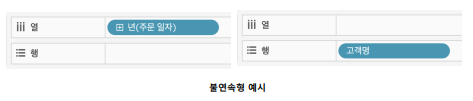 열 년(주문 일자)
행
열
행 고객명
불연속형 예시